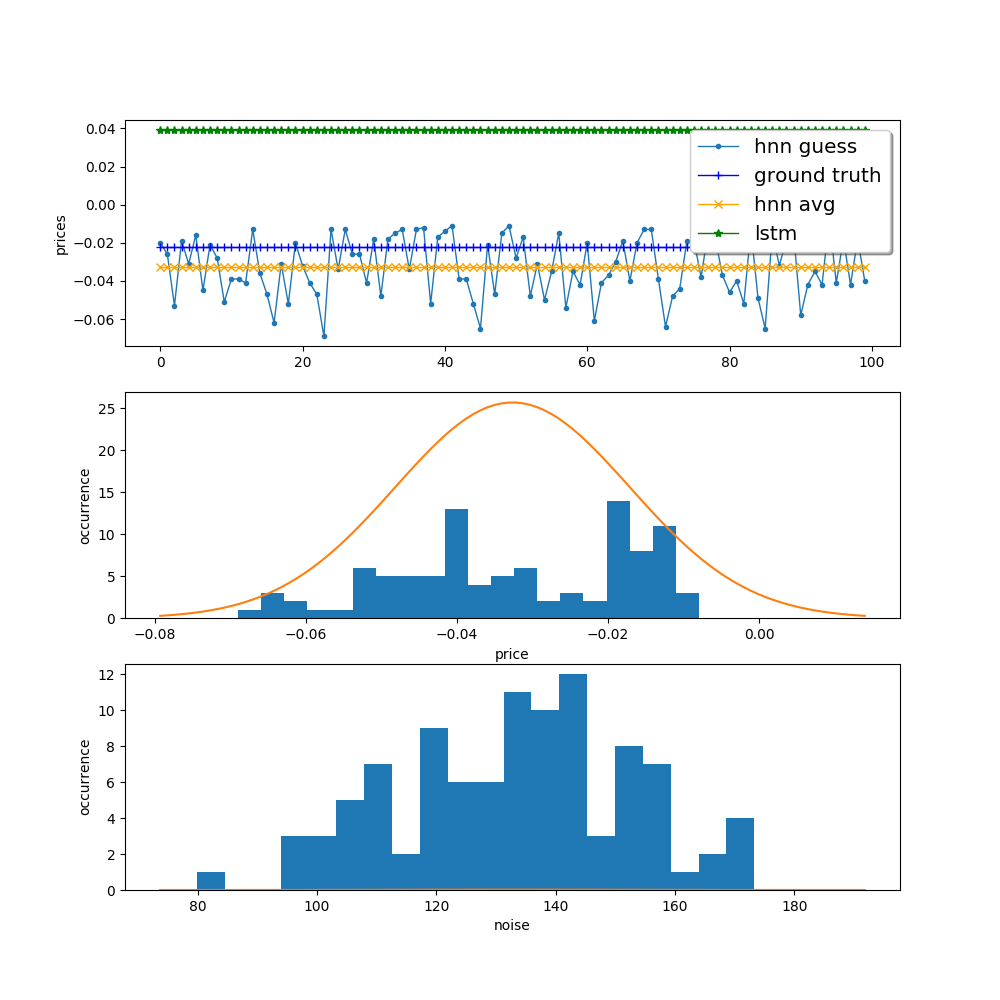 0.04
0.02
0.00
−0.02
−0.04
−0.06
prices
hnn guess
ground truth
hnn avg
lstm
0 20 40 60 80 100
25
20
15
10
5
0
occurrence
−0.08 −0.06 −0.04 −0.02 0.00
price
12
10
8
6
4
2
0
occurrence
80 100 120 140 160 180
noise